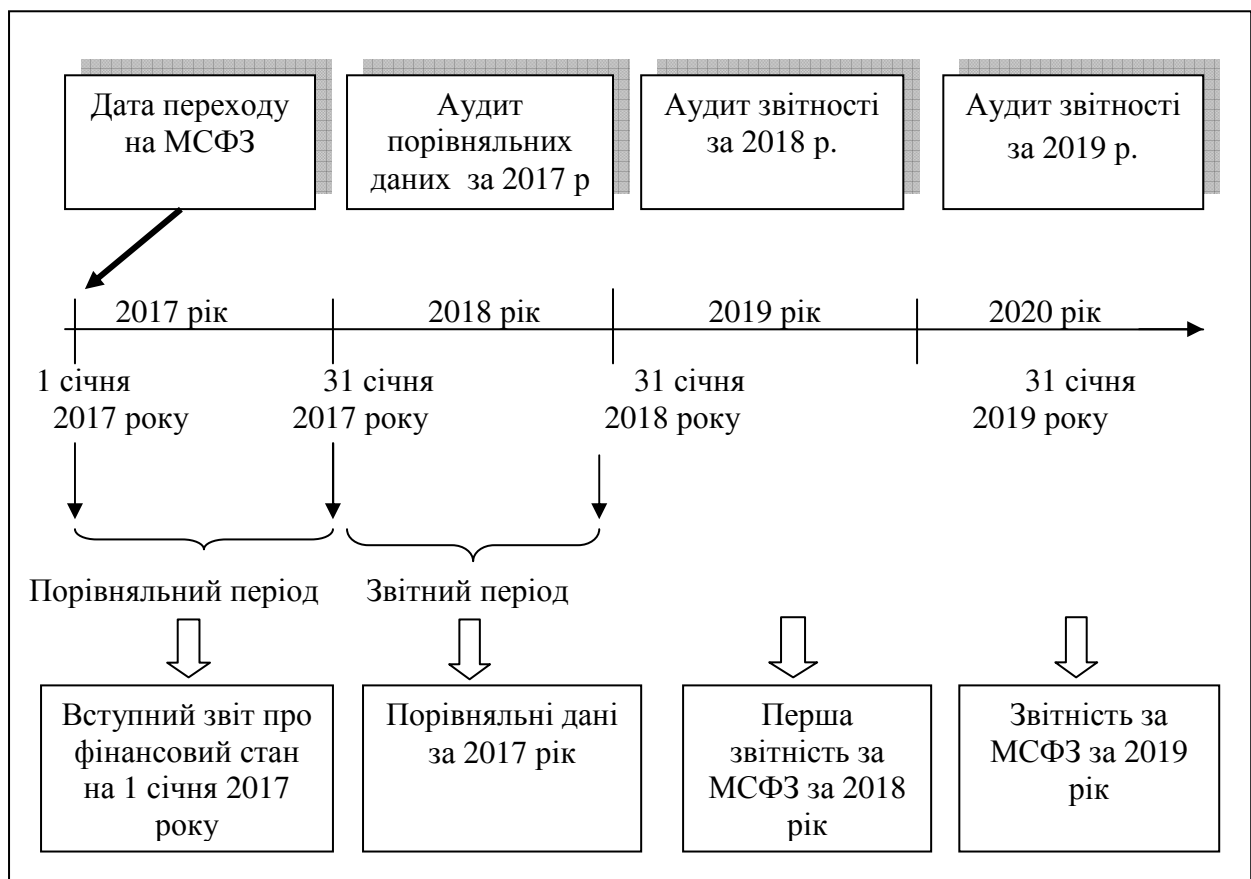 Дата переходу
на МСФЗ
Аудит
порівняльних
даних за 2017 р
Аудит звітності
за 2018 р.
Аудит звітності
за 2019 р.
2017 рік
2018 рік
2019 рік
2020 рік
1 січня
2017 року
31 січня
2017 року
31 січня
2018 року
31 січня
2019 року
Порівняльний період
Звітний період
Вступний звіт про
фінансовий стан
на 1 січня 2017
року
Порівняльні дані
за 2017 рік
Перша
звітність за
МСФЗ за 2018
рік
Звітність за
МСФЗ за 2019
рік